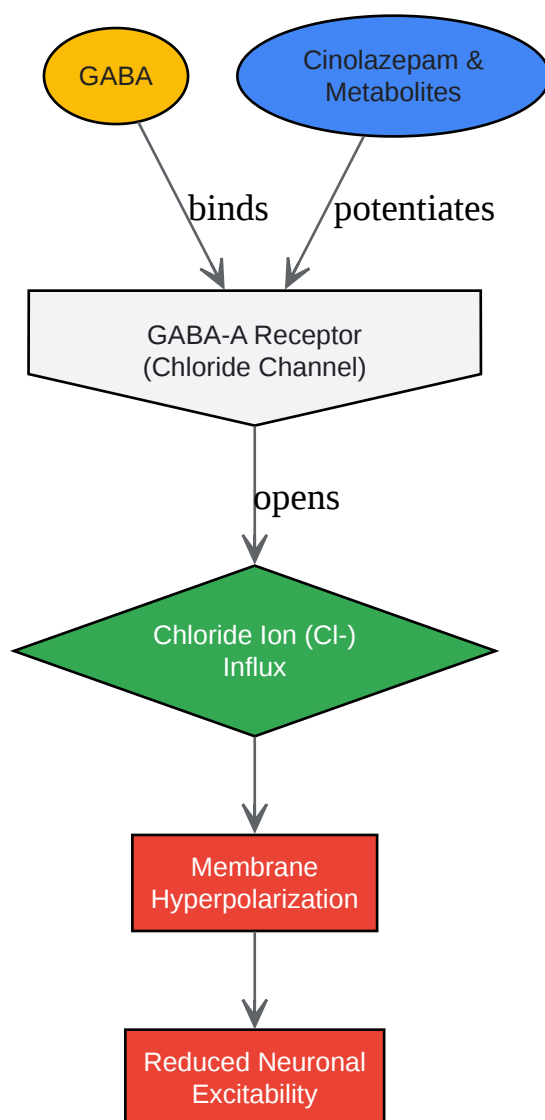 GABA
Cinolazepam &
Metabolites
binds
potentiates
GABA-A Receptor
(Chloride Channel)
opens
Chloride Ion (Cl-)
Influx
Membrane
Hyperpolarization
Reduced Neuronal
Excitability